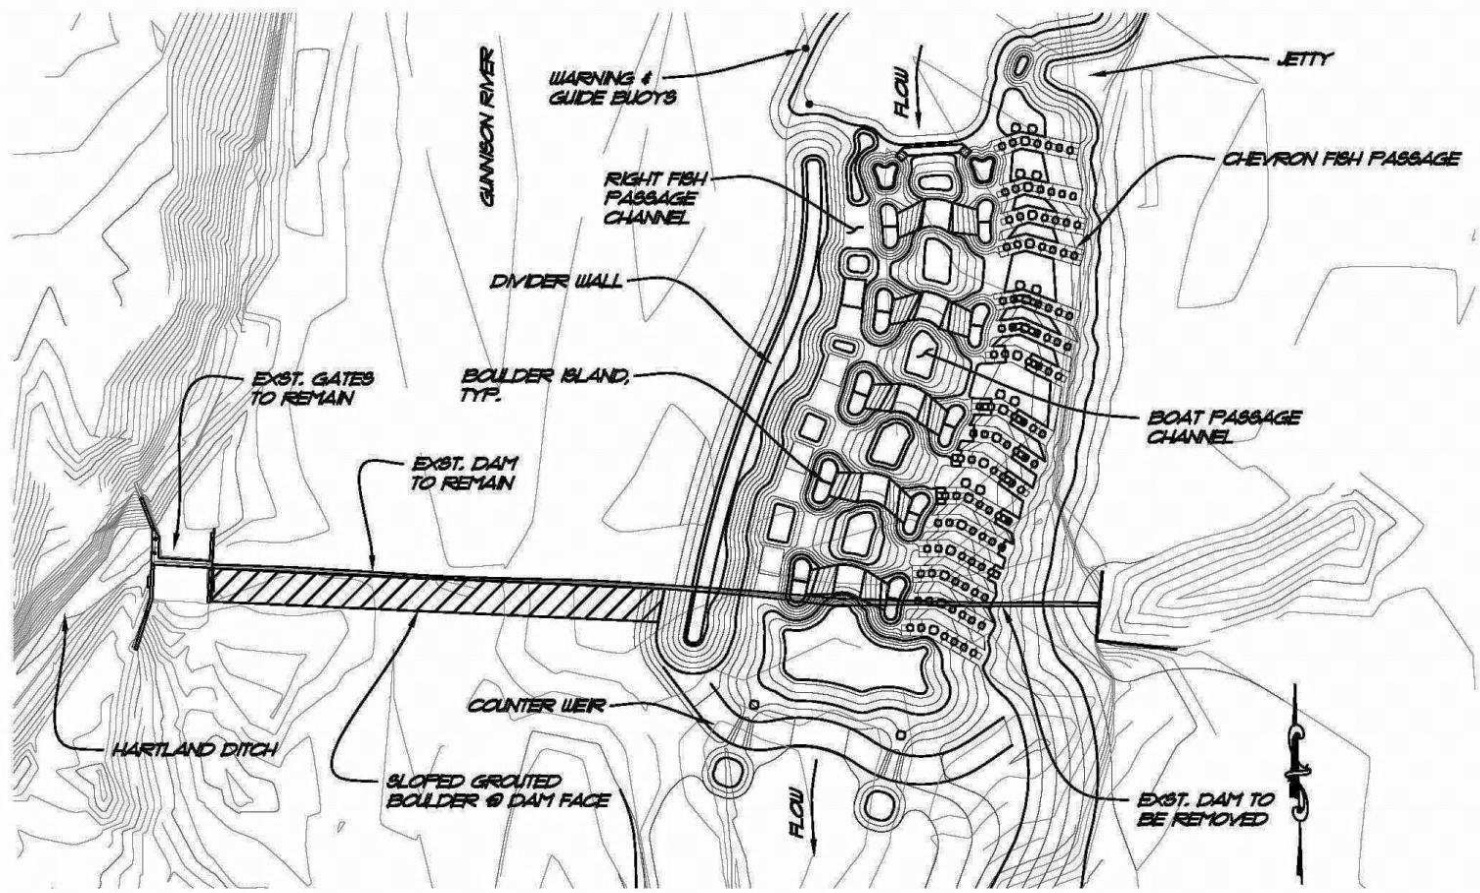 GUNNISON RIVER
WARNING &
GUIDE BUOYS
FLOW
JETTY
CHEVRON FISH PASSAGE
RIGHT FISH
PASSAGE
CHANNEL
DIVIDER WALL
EXST. GATES
TO REMAIN
BOULDER ISLAND,
TYP.
BOAT PASSAGE
CHANNEL
EXST. DAM
TO REMAIN
COUNTER WEIR
HARTLAND DITCH
SLOPED GROUTED
BOULDER @ DAM FACE
FLOW
EXST. DAM TO
BE REMOVED